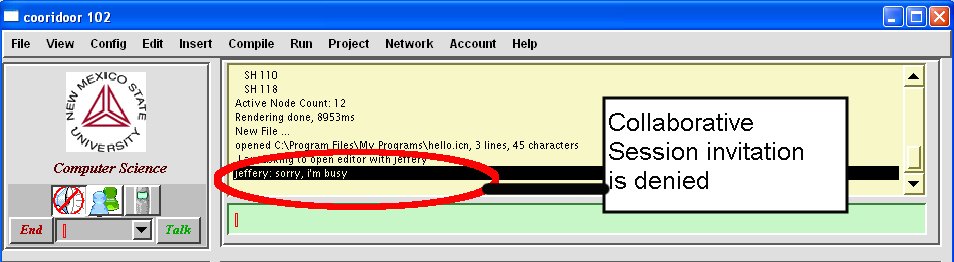 cooridoor 102
File View Config Edit Insert Compile Run Project Network Account Help
NEW MEXICO STATE UNIVERSITY
Computer Science
End
Talk
SH 110
SH 118
Active Node Count: 12
Rendering done, 8953ms
New File ...
opened C:\Program Files\My Programs\hello.icn, 3 lines, 45 characters
asking to open editor with jeffery
jeffery: sorry, i'm busy
Collaborative
Session invitation
is denied